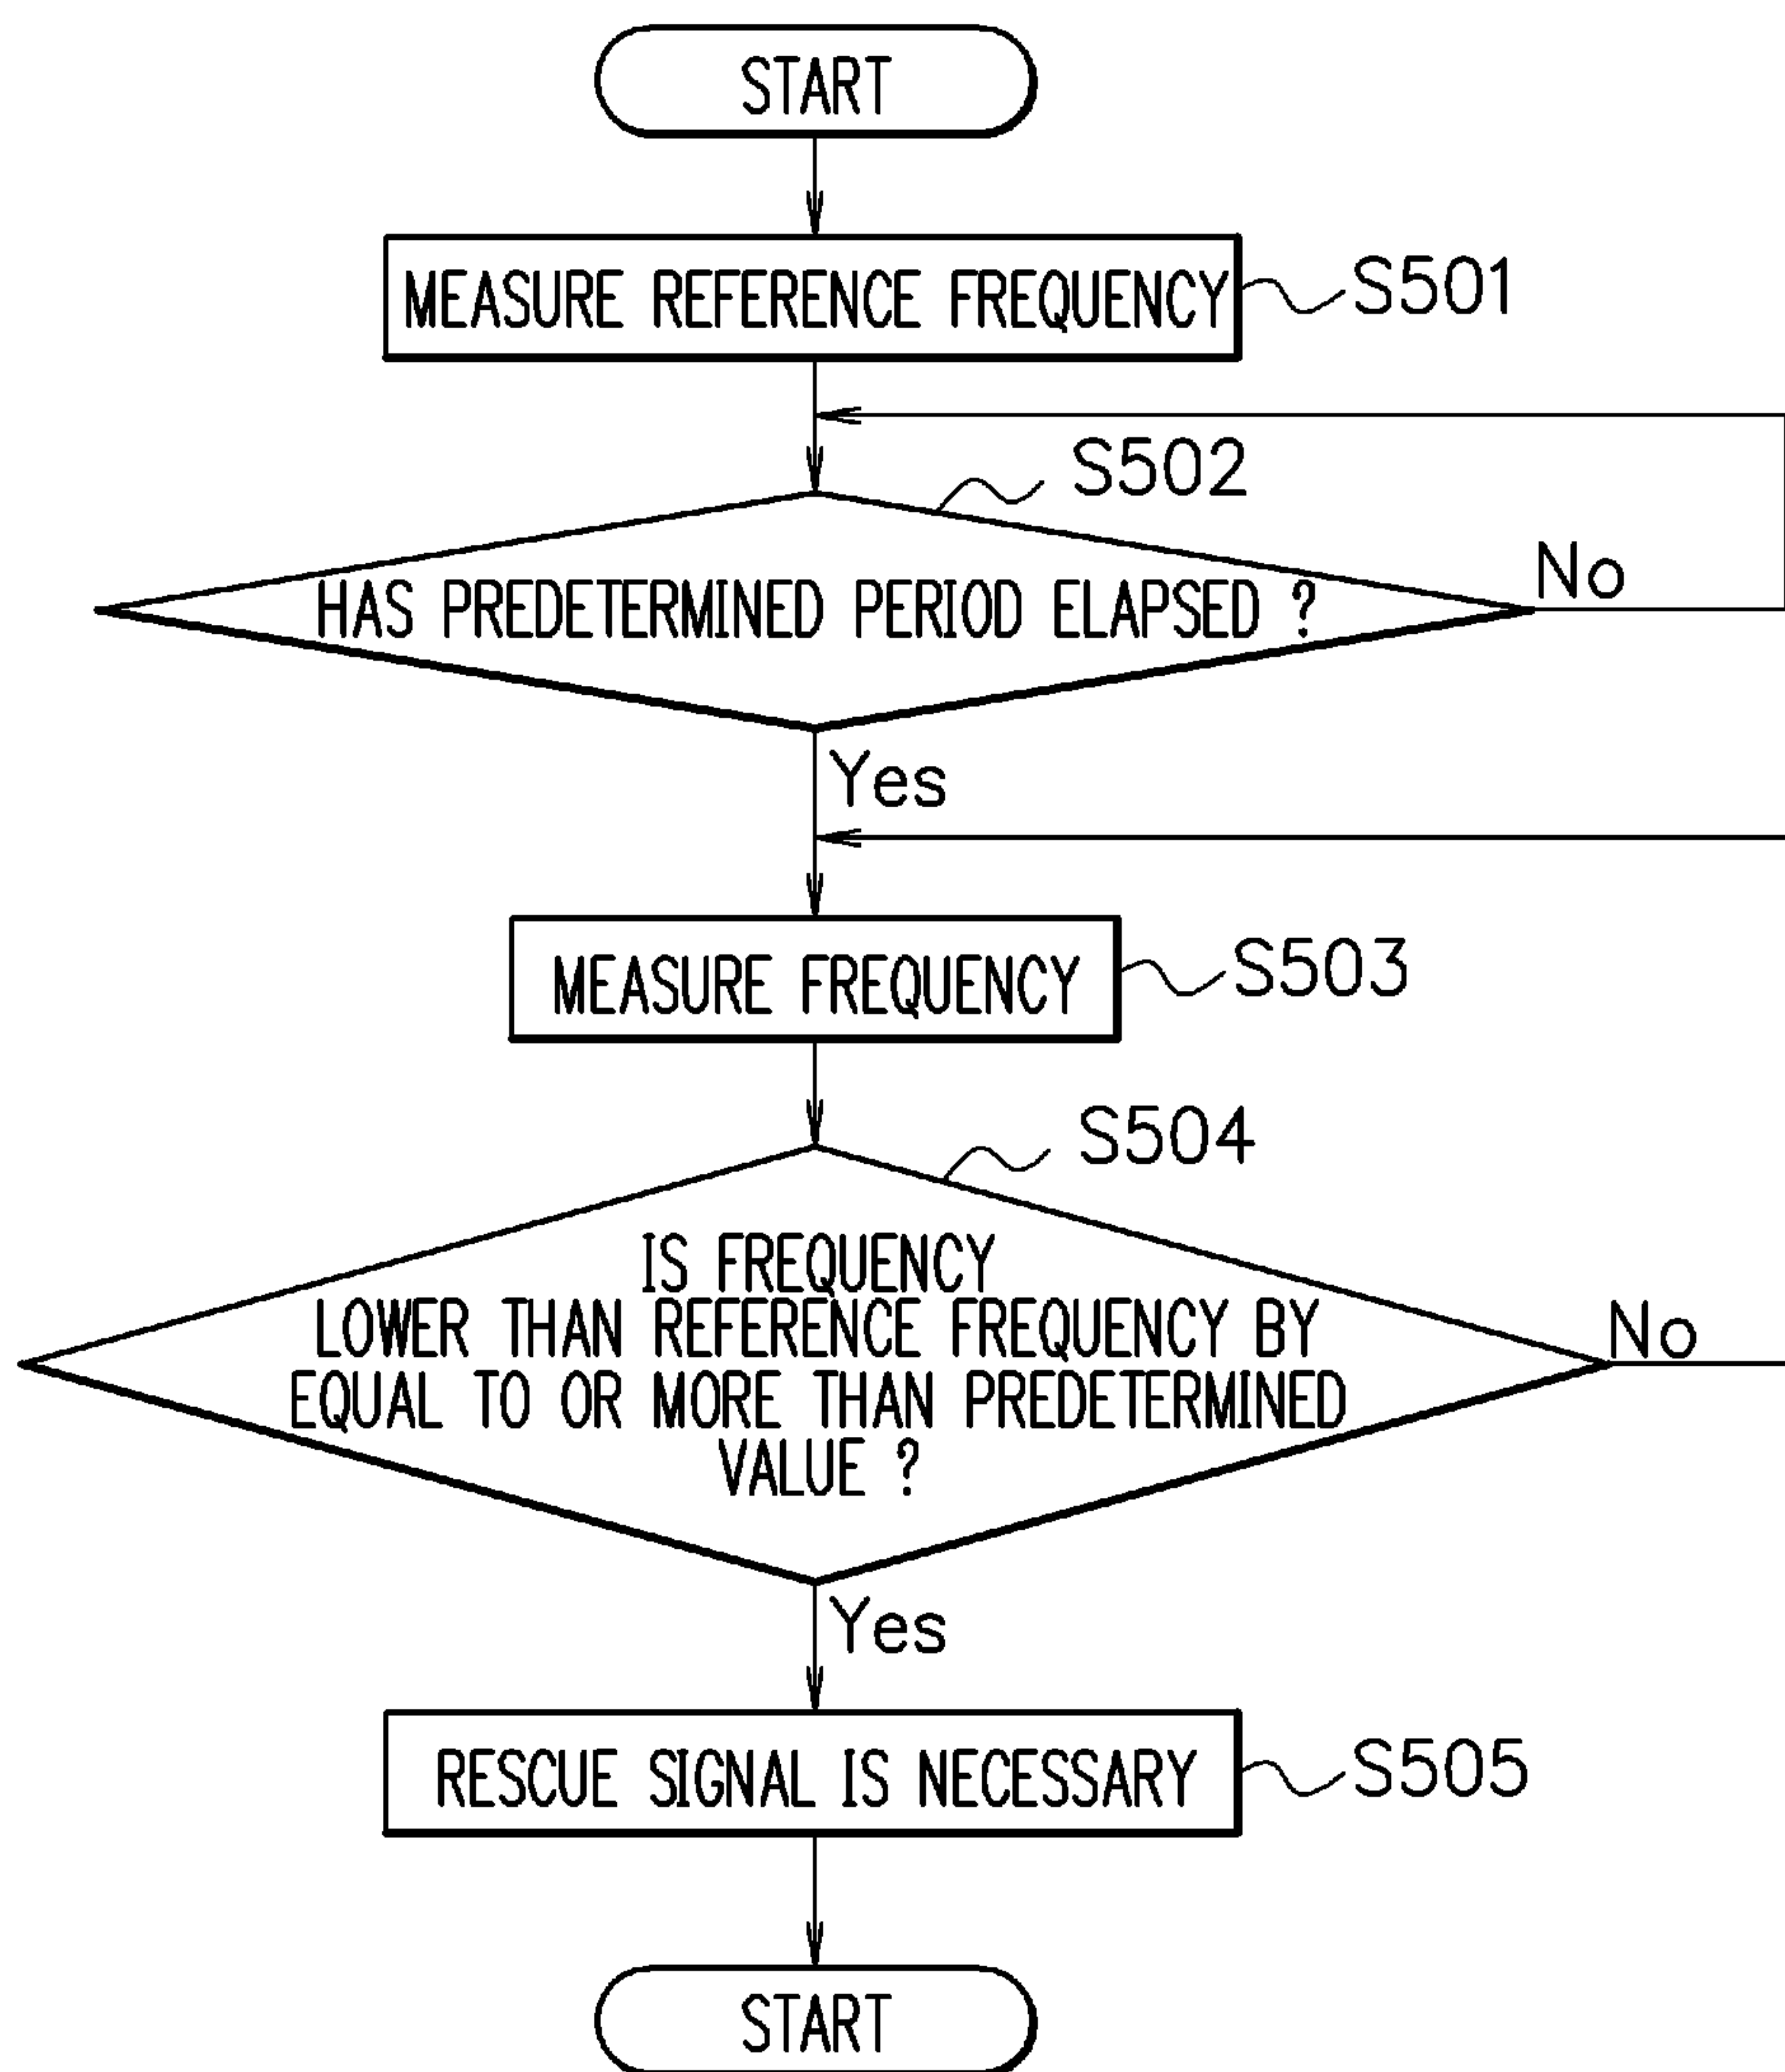 START
MEASURE REFERENCE FREQUENCY
S501
S502
HAS PREDETERMINED PERIOD ELAPSED ?
No
Yes
MEASURE FREQUENCY
S503
S504
IS FREQUENCY
LOWER THAN REFERENCE FREQUENCY BY
EQUAL TO OR MORE THAN PREDETERMINED
VALUE ?
No
Yes
RESCUE SIGNAL IS NECESSARY
S505
START